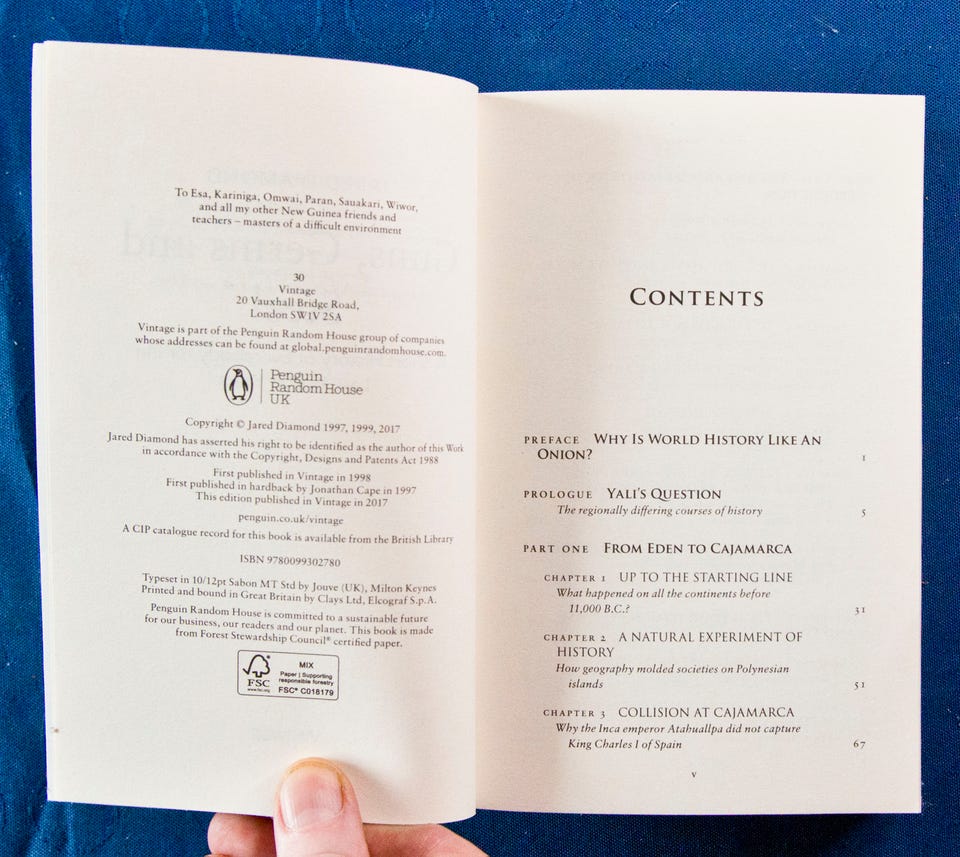 To Esa, Kariniga, Omwai, Paran, Sauakari, Wiwor,
and all my other New Guinea friends and
teachers – masters of a difficult environment
30
Vintage
20 Vauxhall Bridge Road,
London SW1V 2SA
Vintage is part of the Penguin Random House group of companies
whose addresses can be found at global.penguinrandomhouse.com.
Penguin
Random House
UK
Copyright © Jared Diamond 1997, 1999, 2017
Jared Diamond has asserted his right to be identified as the author of this Work
in accordance with the Copyright, Designs and Patents Act 1988
First published in Vintage in 1998
First published in hardback by Jonathan Cape in 1997
This edition published in Vintage in 2017
penguin.co.uk/vintage
A CIP catalogue record for this book is available from the British Library
ISBN 9780099302780
Typeset in 10/12pt Sabon MT Std by Jouve (UK), Milton Keynes
Printed and bound in Great Britain by Clays Ltd, Elcograf S.p.A.
Penguin Random House is committed to a sustainable future
for our business, our readers and our planet. This book is made
from Forest Stewardship Council® certified paper.
FSC
www.fsc.org
MIX
Paper | Supporting
responsible forestry
FSC® C018179
CONTENTS
PREFACE WHY IS WORLD HISTORY LIKE AN
ONION? 1
PROLOGUE YALI'S QUESTION
The regionally differing courses of history 5
PART ONE FROM EDEN TO CAJAMARCA
CHAPTER 1 UP TO THE STARTING LINE
What happened on all the continents before
11,000 B.C.? 31
CHAPTER 2 A NATURAL EXPERIMENT OF
HISTORY
How geography molded societies on Polynesian
islands 51
CHAPTER 3 COLLISION AT CAJAMARCA
Why the Inca emperor Atahuallpa did not capture
King Charles I of Spain 67
v